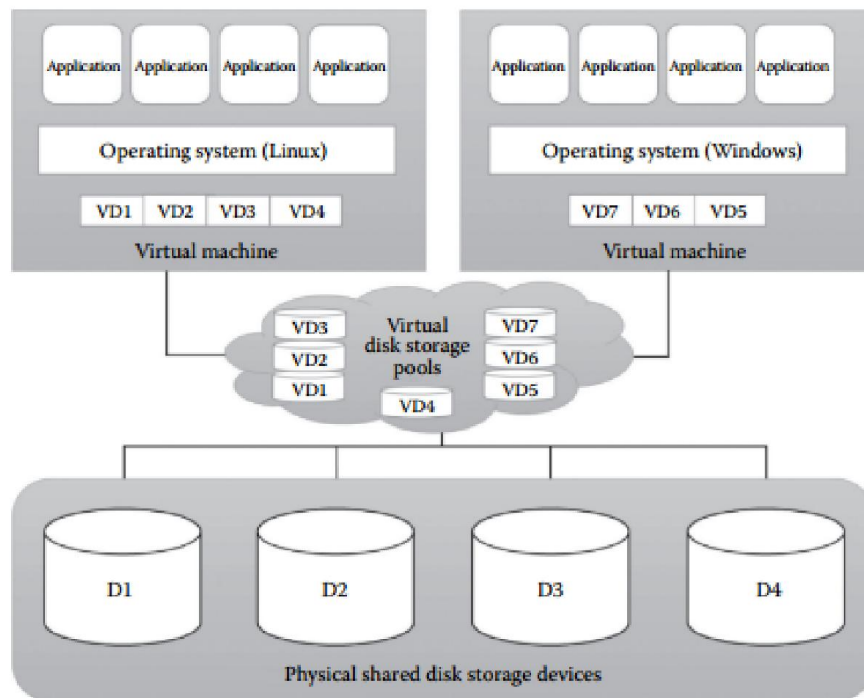 Application Application Application Application
Operating system (Linux)
VD1 VD2 VD3 VD4
Virtual machine
Application Application Application Application
Operating system (Windows)
VD7 VD6 VD5
Virtual machine
VD3
VD2
VD1
Virtual
disk storage
pools
VD4
VD7
VD6
VD5
D1
D2
D3
D4
Physical shared disk storage devices